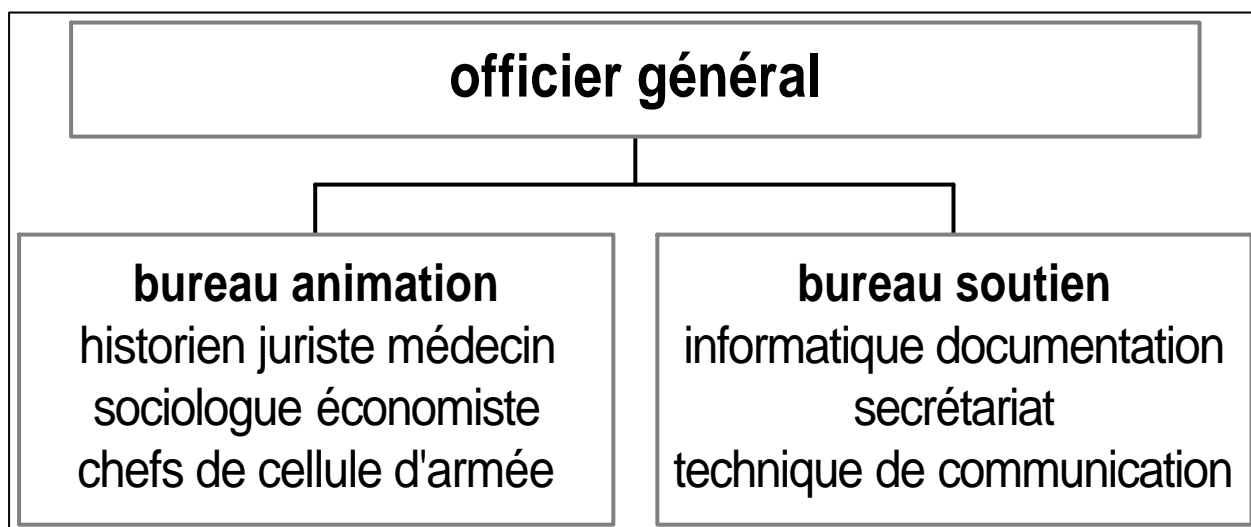 officier général
bureau animation
historien juriste médecin
sociologue économiste
chefs de cellule d'armée
bureau soutien
informatique documentation
secrétariat
technique de communication